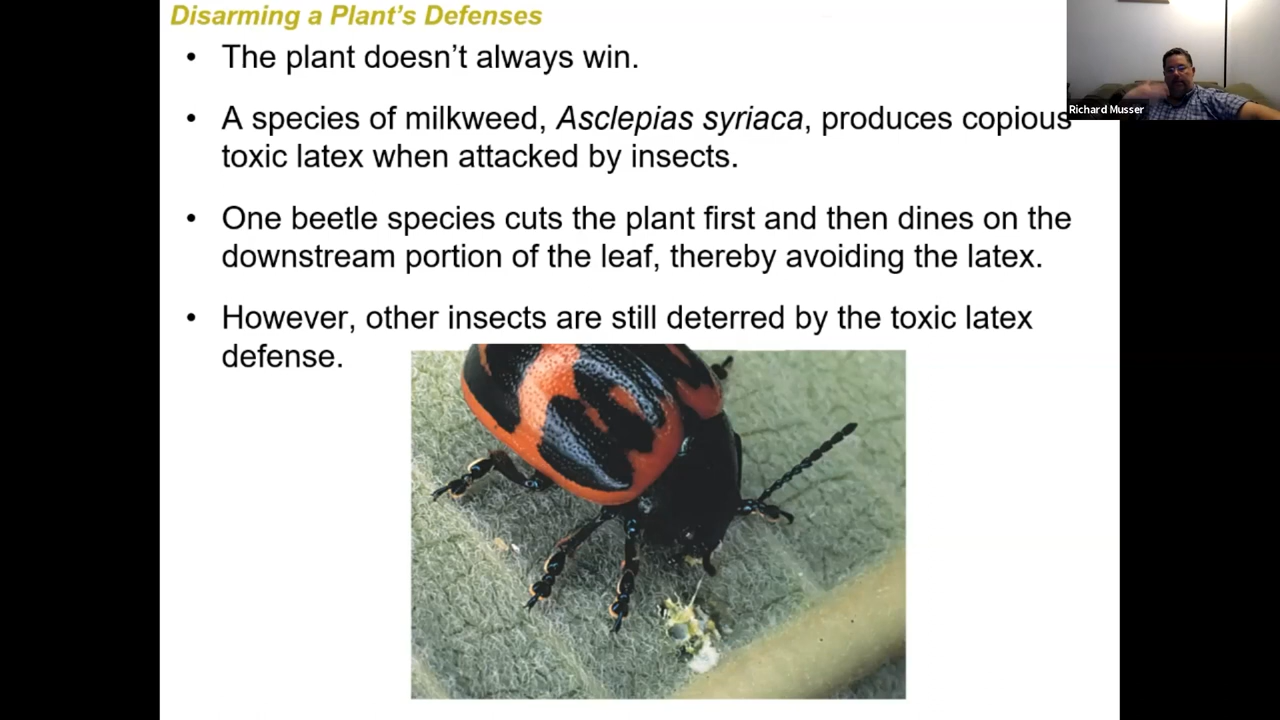 Disarming a Plant's Defenses
• The plant doesn't always win.
• A species of milkweed, Asclepias syriaca, produces copious
toxic latex when attacked by insects.
• One beetle species cuts the plant first and then dines on the
downstream portion of the leaf, thereby avoiding the latex.
• However, other insects are still deterred by the toxic latex
defense.
Richard Musser